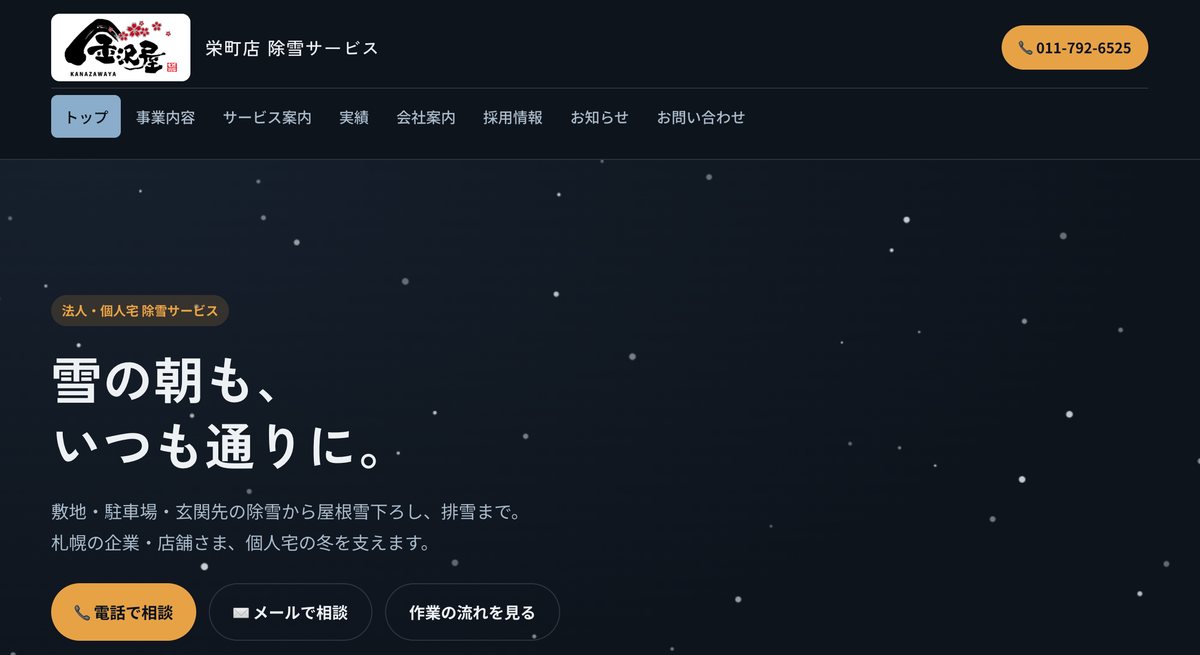 金沢屋
KANAZAWAYA
栄町店 除雪サービス
011-792-6525
トップ 事業内容 サービス案内 実績 会社案内 採用情報 お知らせ お問い合わせ
法人・個人宅 除雪サービス
雪の朝も、
いつも通りに。
敷地・駐車場・玄関先の除雪から屋根雪下ろし、排雪まで。
札幌の企業・店舗さま、個人宅の冬を支えます。
電話で相談 メールで相談 作業の流れを見る